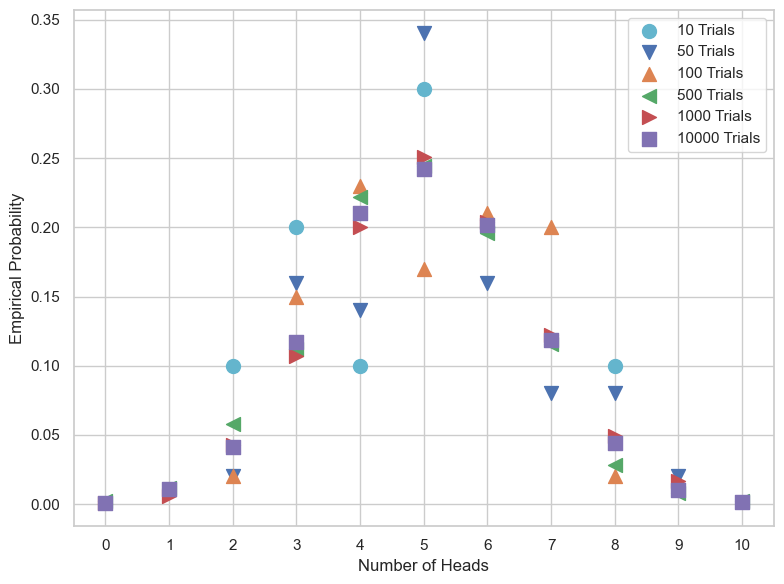 0.35
0.30
0.25
0.20
0.15
0.10
0.05
0.00
Empirical Probability
10 Trials
50 Trials
100 Trials
500 Trials
1000 Trials
10000 Trials
0 1 2 3 4 5 6 7 8 9 10
Number of Heads